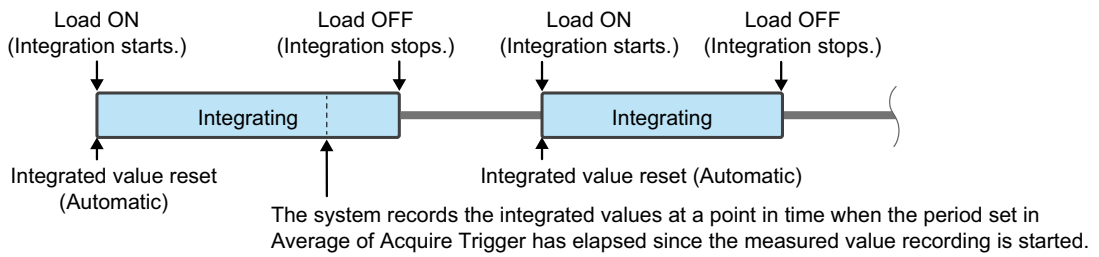 Load ON
(Integration starts.)
Load OFF
(Integration stops.)
Load ON
(Integration starts.)
Load OFF
(Integration stops.)
Integrating
Integrating
Integrated value reset
(Automatic)
Integrated value reset (Automatic)
The system records the integrated values at a point in time when the period set in
Average of Acquire Trigger has elapsed since the measured value recording is started.